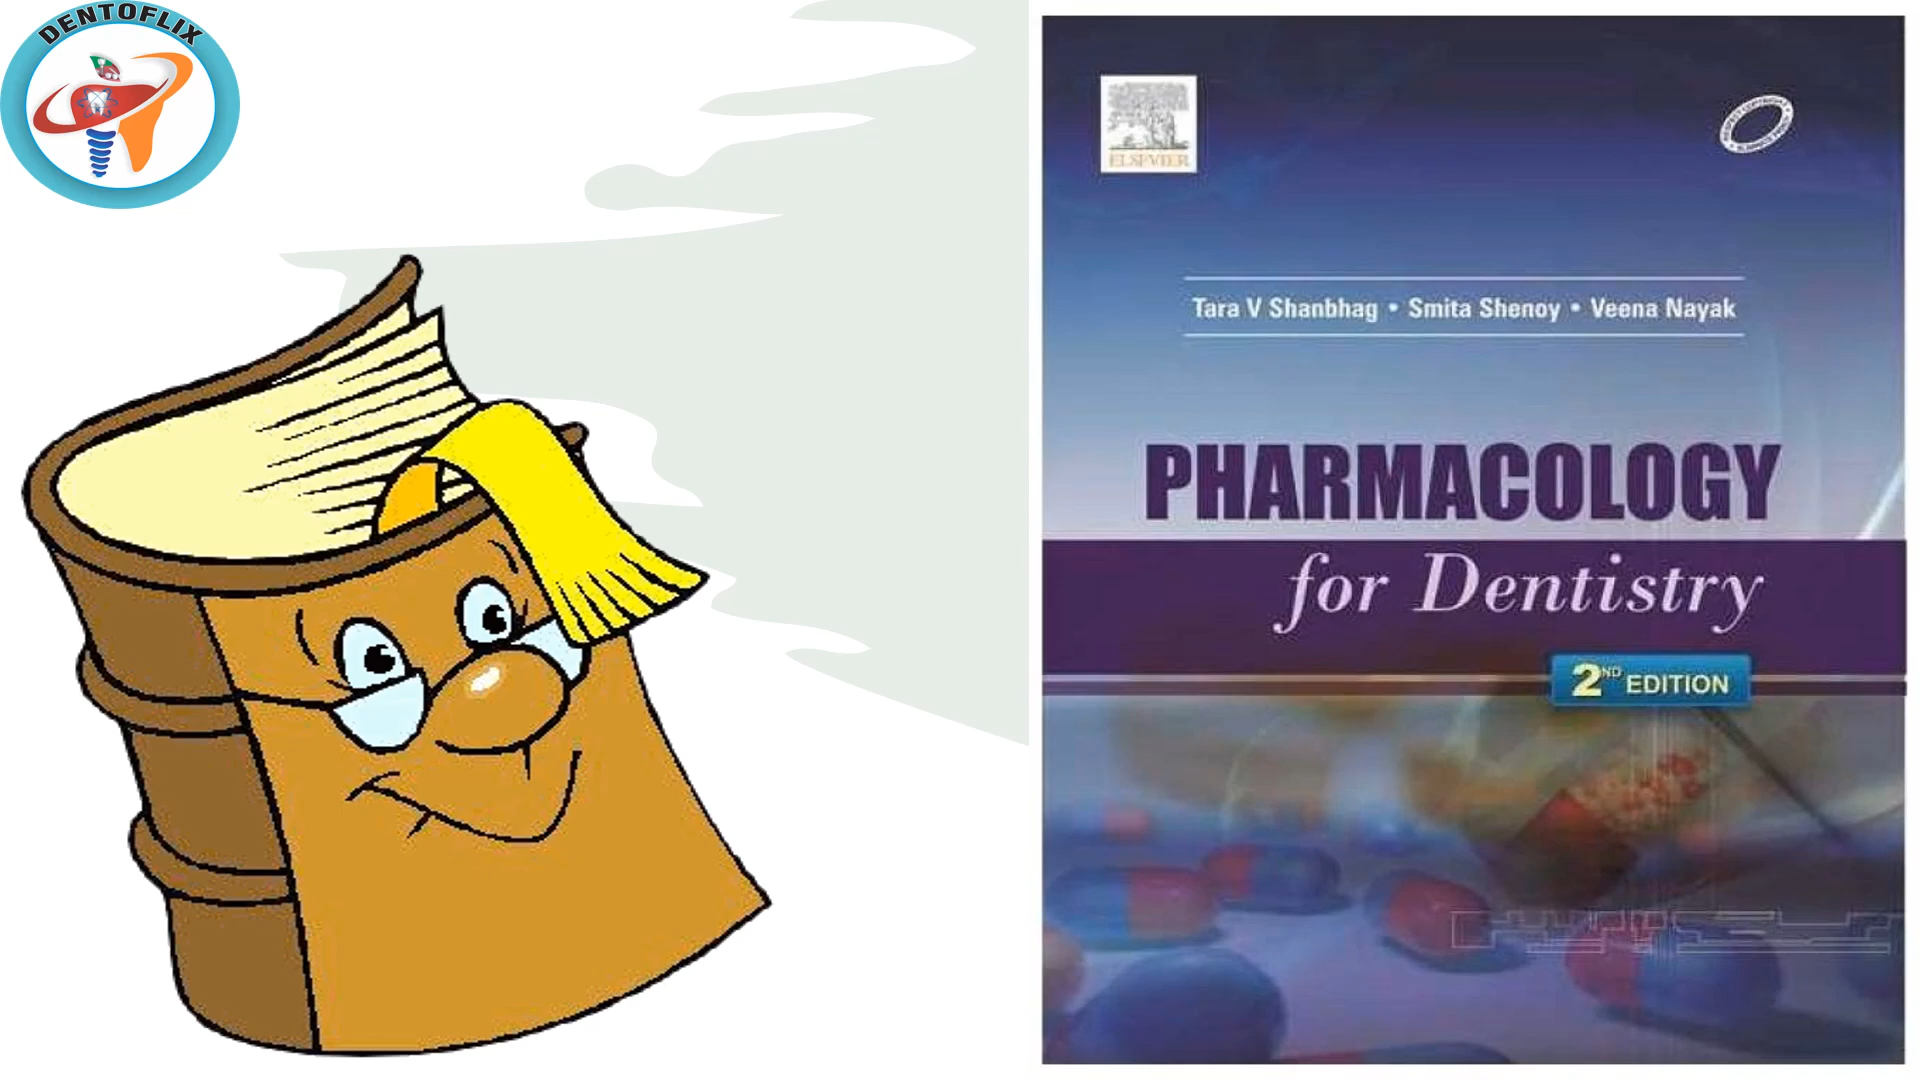 DENTOFLIX
ELSEVIER
Tara V Shanbhag • Smita Shenoy • Veena Nayak
PHARMACOLOGY
for Dentistry
2ND EDITION